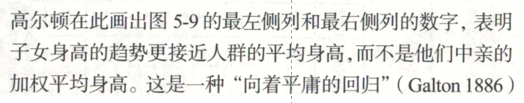 高尔顿在此画出图 5-9 的最左侧列和最右侧列的数字，表明
子女身高的趋势更接近人群的平均身高，而不是他们中亲的
加权平均身高。这是一种“向着平庸的回归”（Galton 1886）